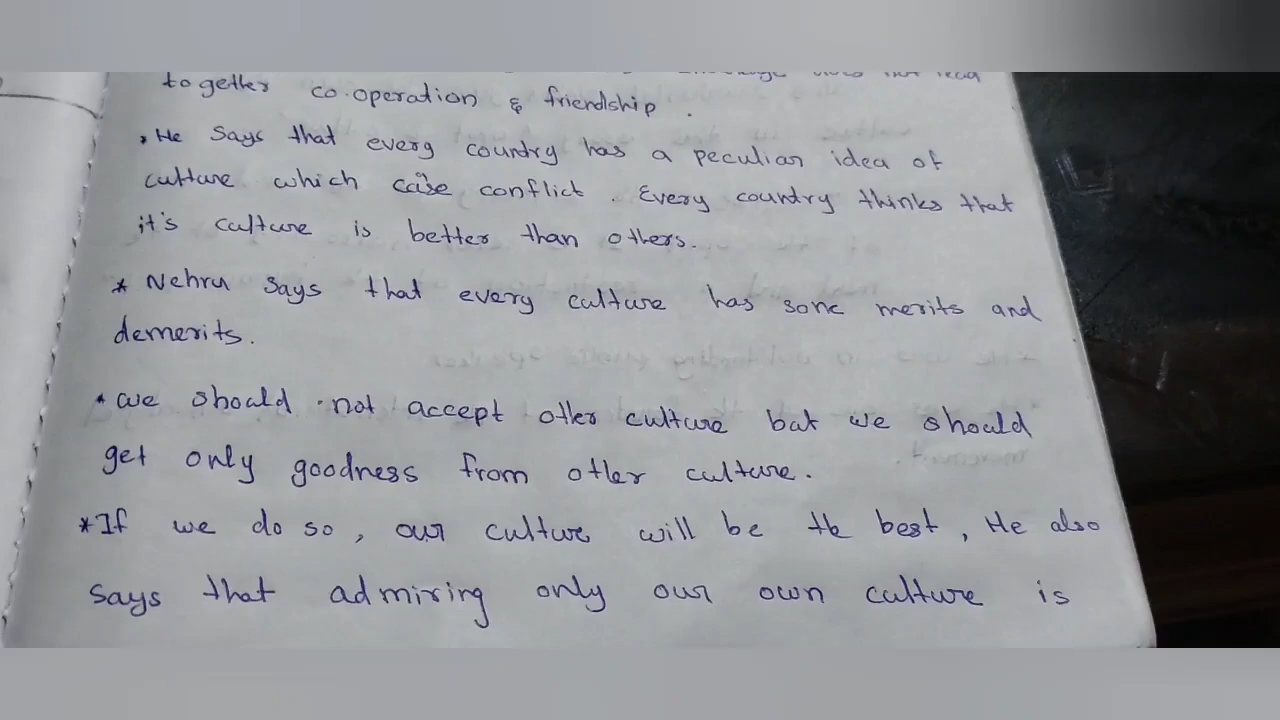 together co.operation & friendship.
He says that every country has a peculiar idea of
culture which case conflict. Every country thinks that
it's culture is better than others.
* Nehru says that every culture has some merits and
demerits.
* we should not accept other culture but we should
get only goodness from other culture.
*If we do so, our culture will be the best, He also
says that admiring only our own culture is